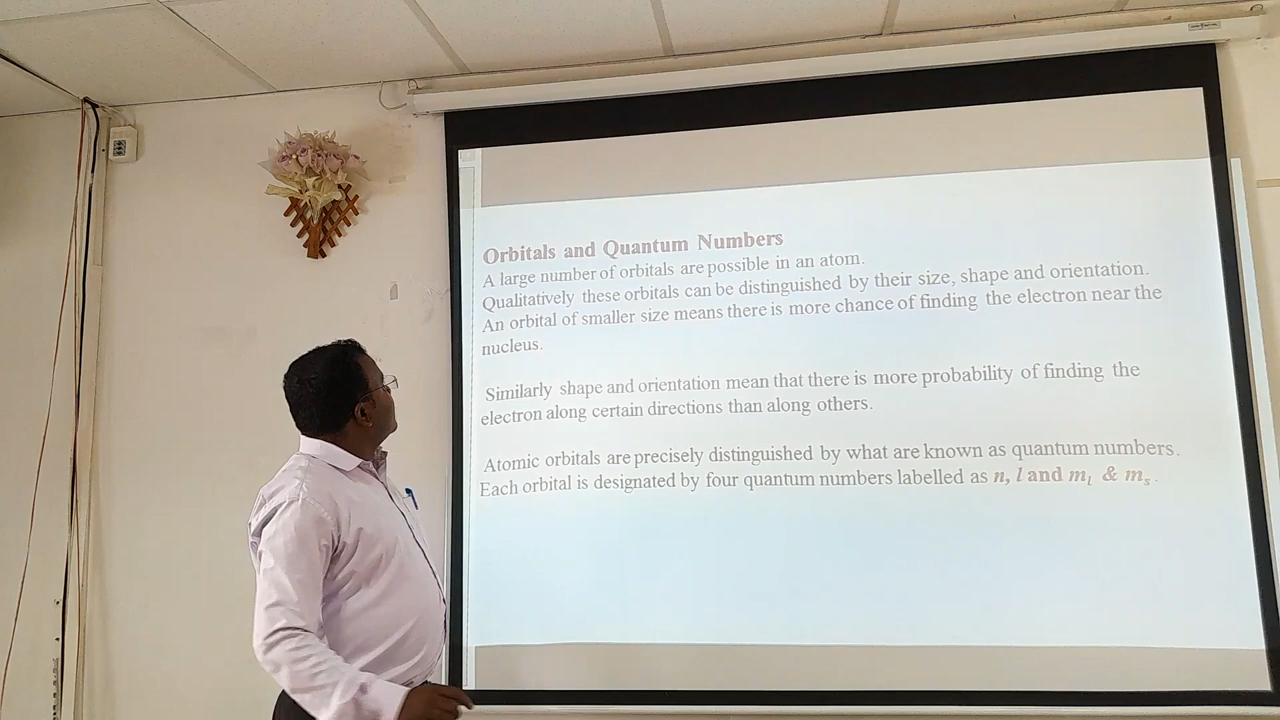 Orbitals and Quantum Numbers
A large number of orbitals are possible in an atom.
Qualitatively these orbitals can be distinguished by their size, shape and orientation.
An orbital of smaller size means there is more chance of finding the electron near the
nucleus.
Similarly shape and orientation mean that there is more probability of finding the
electron along certain directions than along others.
Atomic orbitals are precisely distinguished by what are known as quantum numbers.
Each orbital is designated by four quantum numbers labelled as n, l and mₗ & mₛ.